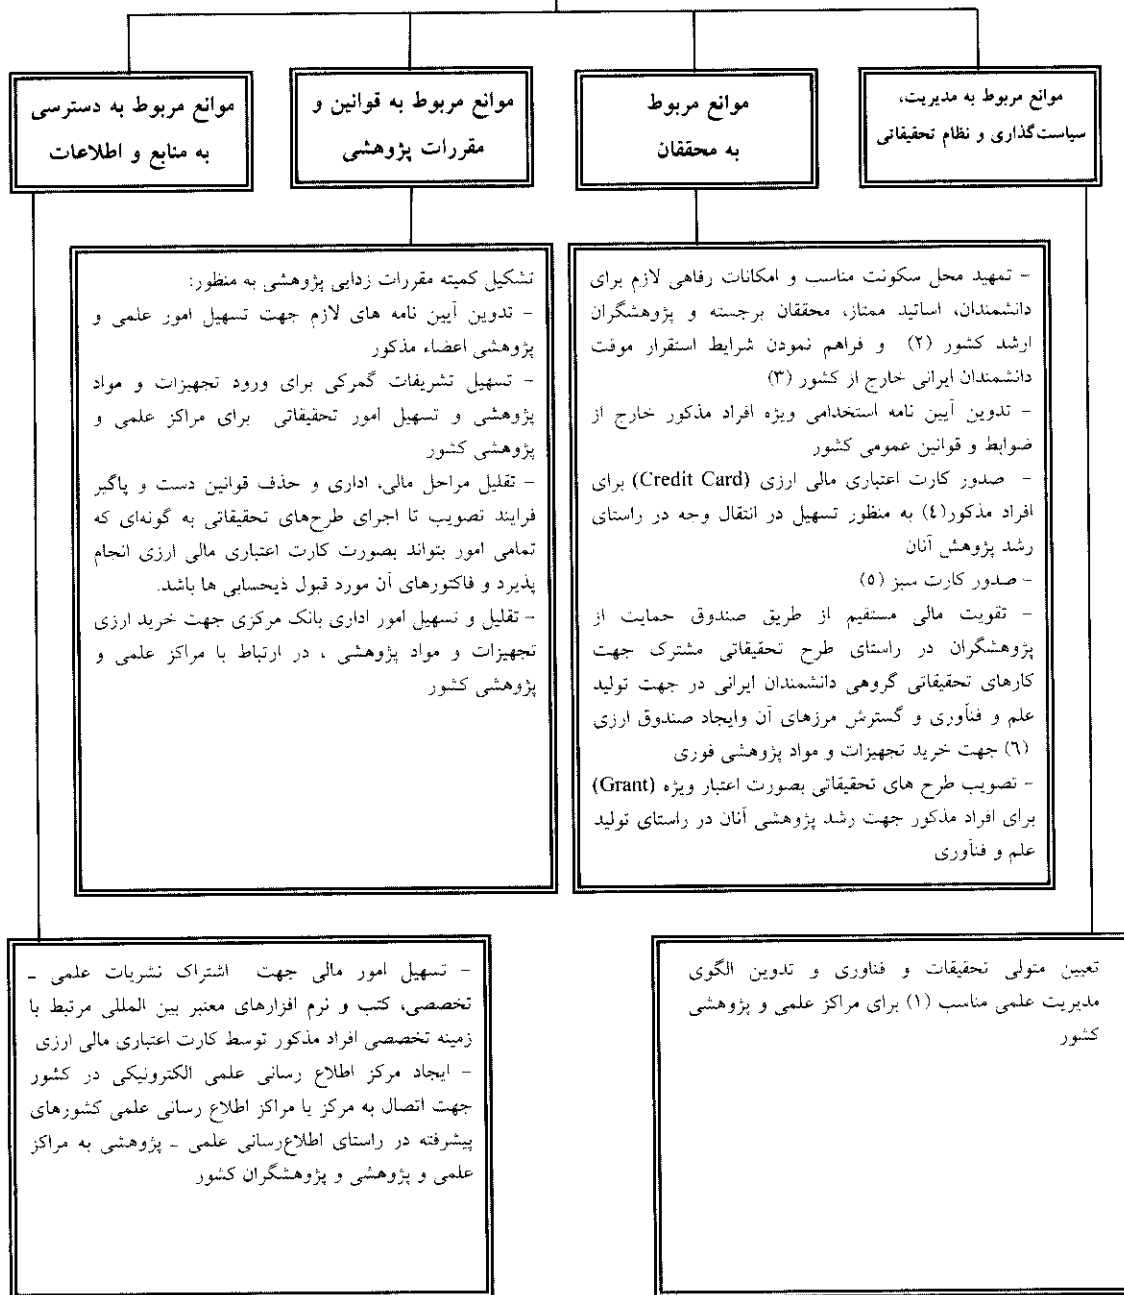 موانع مربوط به مدیریت،
سیاست‌گذاری و نظام تحقیقاتی
موانع مربوط
به محققان
موانع مربوط به قوانین و
مقررات پژوهشی
موانع مربوط به دسترسی
به منابع و اطلاعات
- تمهید محل سکونت مناسب و امکانات رفاهی لازم برای
دانشمندان، اساتید ممتاز، محققان برجسته و پژوهشگران
ارشد کشور (۲) و فراهم نمودن شرایط استقرار موقت
دانشمندان ایرانی خارج از کشور (۳)
- تدوین آیین نامه استخدامی ویژه افراد مذکور خارج از
ضوابط و قوانین عمومی کشور
- صدور کارت اعتباری مالی ارزی (Credit Card) برای
افراد مذکور(٤) به منظور تسهیل در انتقال وجه در راستای
رشد پژوهش آنان
- صدور کارت سبز (٥)
- تقویت مالی مستقیم از طریق صندوق حمایت از
پژوهشگران در راستای طرح تحقیقاتی مشترک جهت
کارهای تحقیقاتی گروهی دانشمندان ایرانی در جهت تولید
علم و فنآوری و گسترش مرزهای آن وایجاد صندوق ارزی
(٦) جهت خرید تجهیزات و مواد پژوهشی فوری
- تصویب طرح های تحقیقاتی بصورت اعتبار ویژه (Grant)
برای افراد مذکور جهت رشد پژوهشی آنان در راستای تولید
علم و فنآوری
تشکیل کمیته مقررات زدایی پژوهشی به منظور:
- تدوین آیین نامه های لازم جهت تسهیل امور علمی و
پژوهشی اعضاء مذکور
- تسهیل تشریفات گمرکی برای ورود تجهیزات و مواد
پژوهشی و تسهیل امور تحقیقاتی برای مراکز علمی و
پژوهشی کشور
- تقلیل مراحل مالی، اداری و حذف قوانین دست و پاگیر
فرایند تصویب تا اجرای طرح‌های تحقیقاتی به گونه‌ای که
تمامی امور بتواند بصورت کارت اعتباری مالی ارزی انجام
پذیرد و فاکتورهای آن مورد قبول ذیحسابی ها باشد.
- تقلیل و تسهیل امور اداری بانک مرکزی جهت خرید ارزی
تجهیزات و مواد پژوهشی ، در ارتباط با مراکز علمی و
پژوهشی کشور
تعیین متولی تحقیقات و فناوری و تدوین الگوی
مدیریت علمی مناسب (۱) برای مراکز علمی و پژوهشی
کشور
- تسهیل امور مالی جهت اشتراک نشریات علمی ـ
تخصصی، کتب و نرم افزارهای معتبر بین المللی مرتبط با
زمینه تخصصی افراد مذکور توسط کارت اعتباری مالی ارزی
- ایجاد مرکز اطلاع رسانی علمی الکترونیکی در کشور
جهت اتصال به مرکز یا مراکز اطلاع رسانی علمی کشورهای
پیشرفته در راستای اطلاع‌رسانی علمی ـ پژوهشی به مراکز
علمی و پژوهشی و پژوهشگران کشور